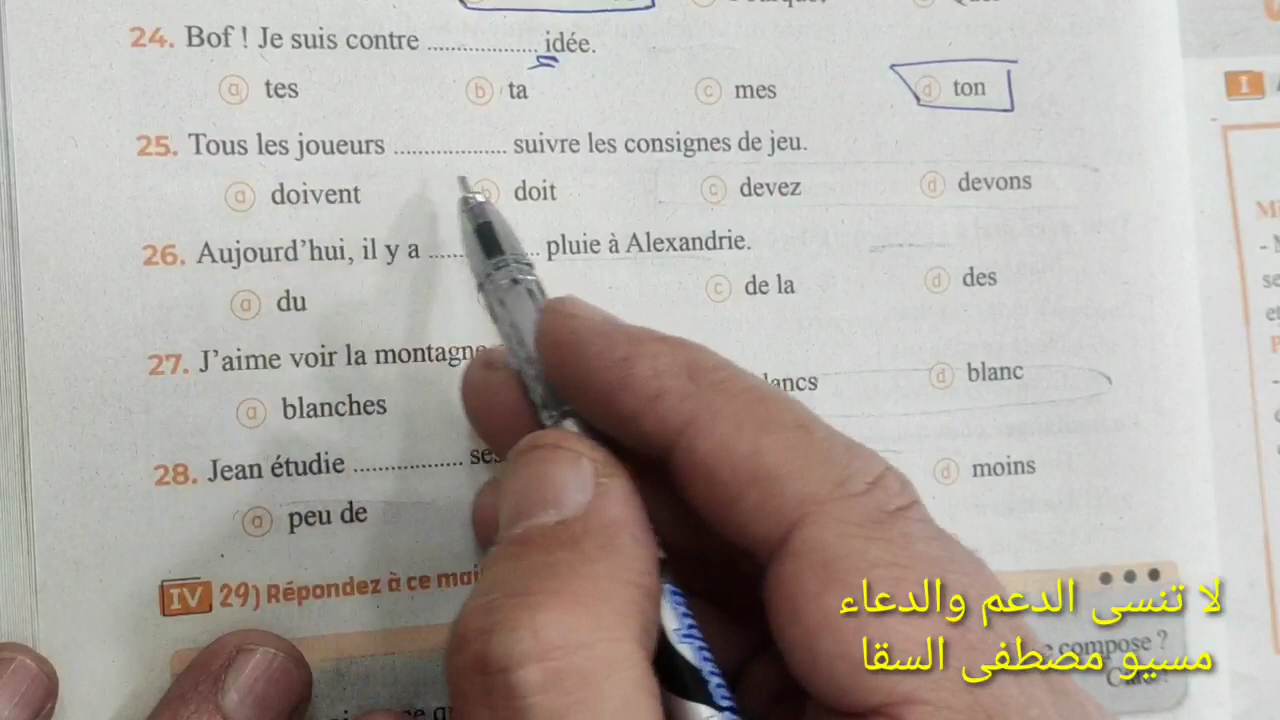 24. Bof ! Je suis contre .................. idée.
a tes b ta c mes d ton
25. Tous les joueurs .................. suivre les consignes de jeu.
a doivent b doit c devez d devons
26. Aujourd'hui, il y a .................. pluie à Alexandrie.
a du c de la d des
27. J'aime voir la montagne
a blanches d blanc
28. Jean étudie ..................
a peu de d moins
IV 29) Répondez à ce
compose ?
I
لا تنسى الدعم والدعاء
مسيو مصطفى السقا